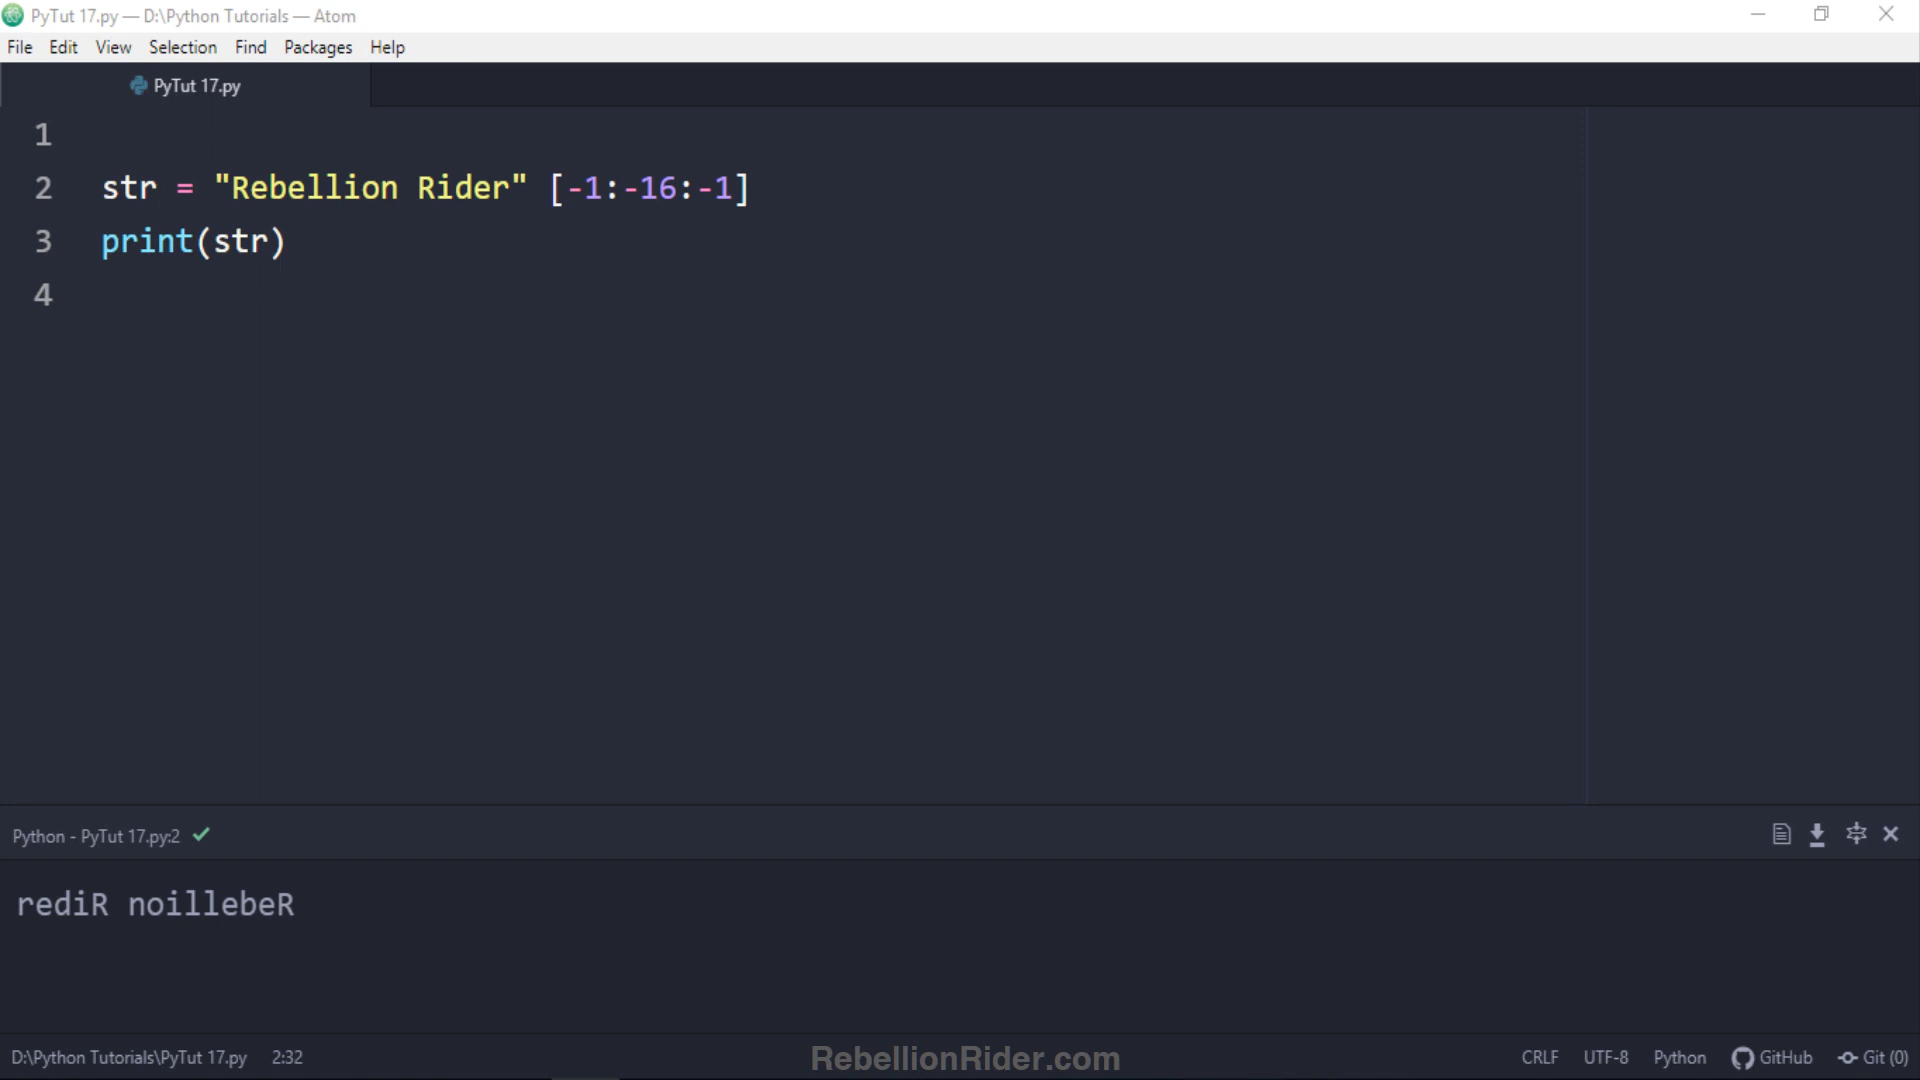 PyTut 17.py — D:\Python Tutorials — Atom
File Edit View Selection Find Packages Help
PyTut 17.py
1
2 str = "Rebellion Rider" [-1:-16:-1]
3 print(str)
4
Python - PyTut 17.py:2
rediR noillebeR
D:\Python Tutorials\PyTut 17.py 2:32 RebellionRider.com CRLF UTF-8 Python GitHub Git (0)